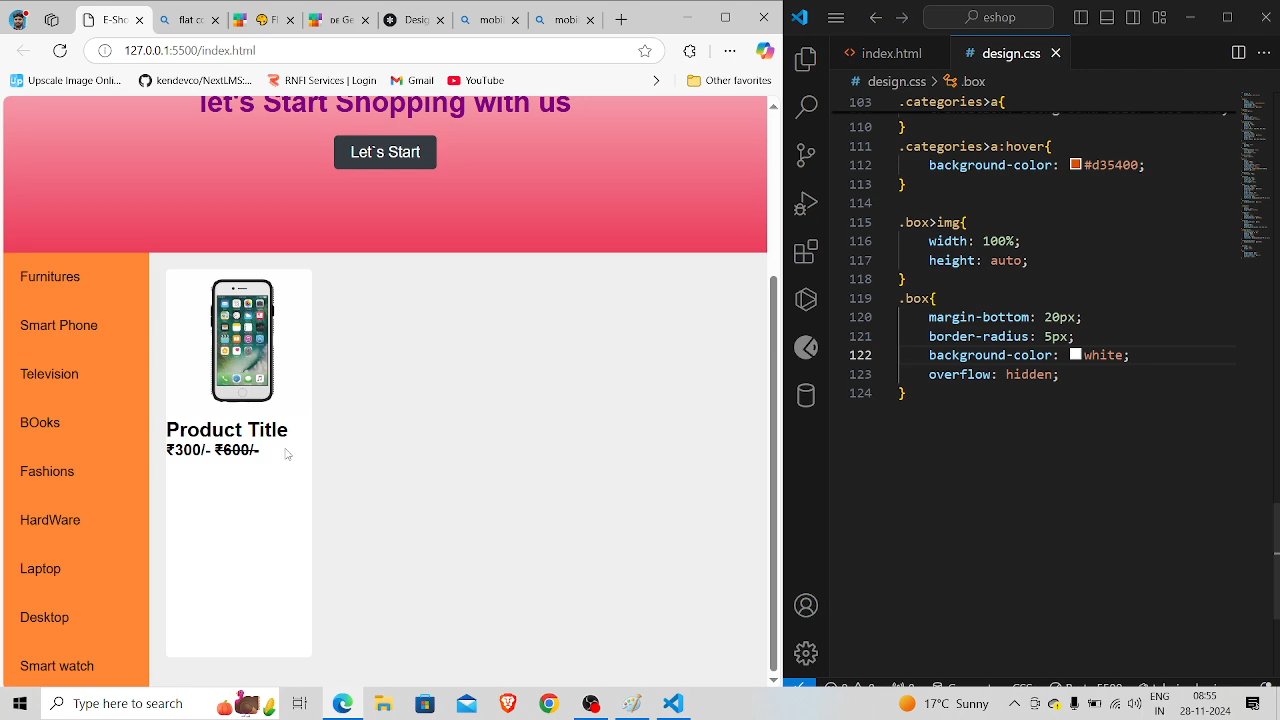 E-Sh
flat co
Fl
De Ge
Desig
mobi
mobi
127.0.0.1:5500/index.html
Upscale Image Onli...
kendevco/NextLMS:...
RNFI Services | Login
Gmail
YouTube
Other favorites
let's Start Shopping with us
Let`s Start
Furnitures
Smart Phone
Television
BOoks
Fashions
HardWare
Laptop
Desktop
Smart watch
Product Title
₹300/- ₹600/-
eshop
index.html
design.css
design.css > .box
103 .categories>a{
110 }
111 .categories>a:hover{
112 background-color: #d35400;
113 }
114
115 .box>img{
116 width: 100%;
117 height: auto;
118 }
119 .box{
120 margin-bottom: 20px;
121 border-radius: 5px;
122 background-color: white;
123 overflow: hidden;
124 }
Type here to search
17°C Sunny
ENG
IN
08:55
28-11-2024